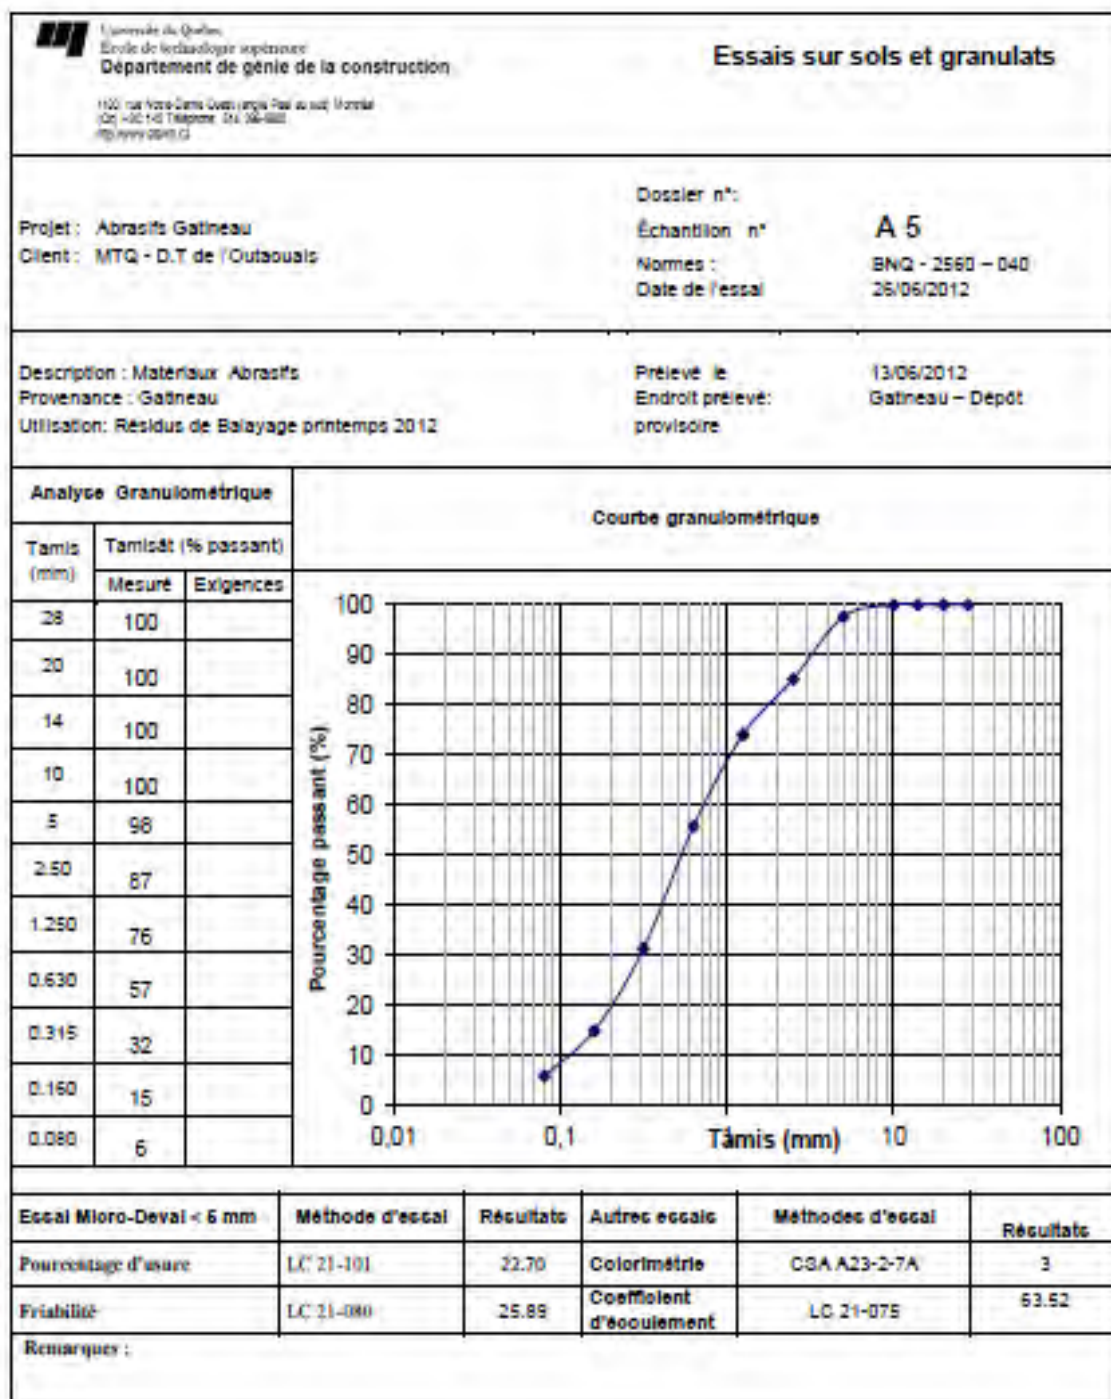 Université du Québec
École de technologie supérieure
Département de génie de la construction
Essais sur sols et granulats
Projet : Abrasifs Gatineau
Client : MTQ - D.T de l'Outaouais
Dossier n°:
Échantillon n° A 5
Normes : BNQ - 2560 – 040
Date de l'essai 26/06/2012
Description : Matériaux Abrasifs
Provenance : Gatineau
Utilisation: Résidus de Balayage printemps 2012
Prélevé le 13/06/2012
Endroit prélevé: Gatineau – Dépôt
provisoire
Analyse Granulométrique
Courbe granulométrique
Tamis (mm)
Tamisât (% passant)
Mesuré Exigences
28 100
20 100
14 100
10 100
5 98
2.50 87
1.250 76
0.630 57
0.315 32
0.160 15
0.080 6
Pourcentage passant (%)
100
90
80
70
60
50
40
30
20
10
0
0,01 0,1 10 100
Tamis (mm)
Essai Micro-Deval < 5 mm Méthode d'essai Résultats Autres essais Méthodes d'essai Résultats
Pourcentage d'usure LC 21-101 22.70 Colorimétrie CSA A23-2-7A 3
Friabilité LC 21-080 25.89 Coefficient d'écoulement LC 21-075 63.52
Remarques :